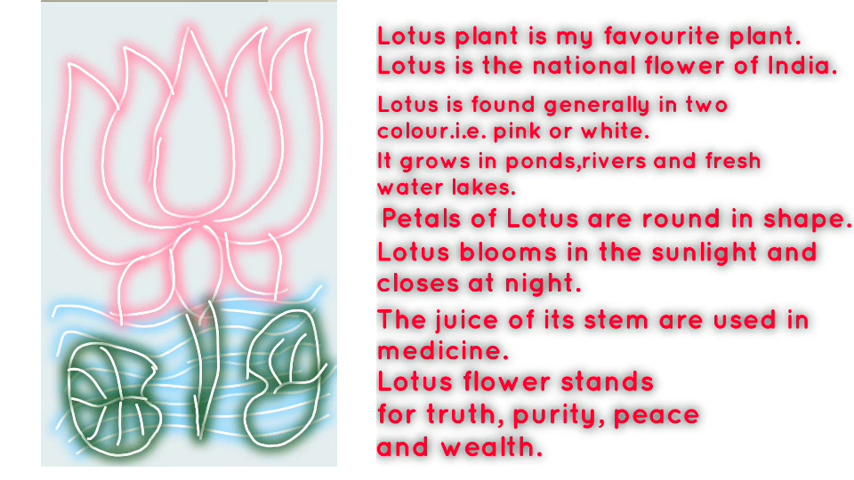 Lotus plant is my favourite plant.
Lotus is the national flower of India.
Lotus is found generally in two
colour.i.e. pink or white.
It grows in ponds,rivers and fresh
water lakes.
Petals of Lotus are round in shape.
Lotus blooms in the sunlight and
closes at night.
The juice of its stem are used in
medicine.
Lotus flower stands
for truth, purity, peace
and wealth.